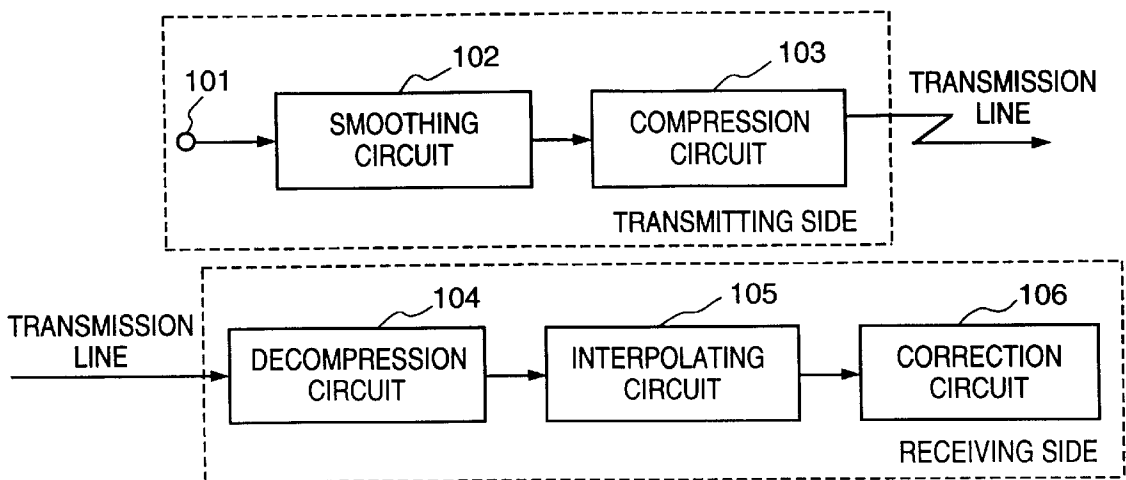 101
102
103
SMOOTHING
CIRCUIT
COMPRESSION
CIRCUIT
TRANSMISSION
LINE
TRANSMITTING SIDE
TRANSMISSION
LINE
104
105
106
DECOMPRESSION
CIRCUIT
INTERPOLATING
CIRCUIT
CORRECTION
CIRCUIT
RECEIVING SIDE